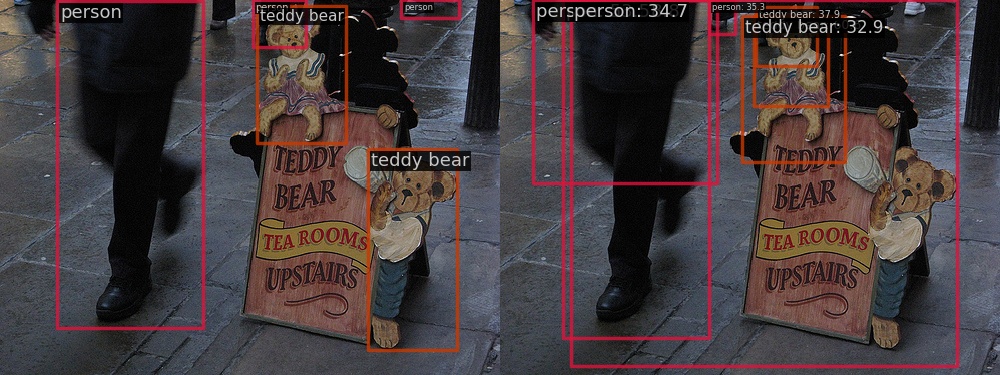 person
person
teddy bear
person
teddy bear
TEDDY
BEAR
TEA ROOMS
UPSTAIRS
persperson: 34.7
person: 35.3
teddy bear: 37.9
teddy bear: 32.9
TEDDY
BEAR
TEA ROOMS
UPSTAIRS